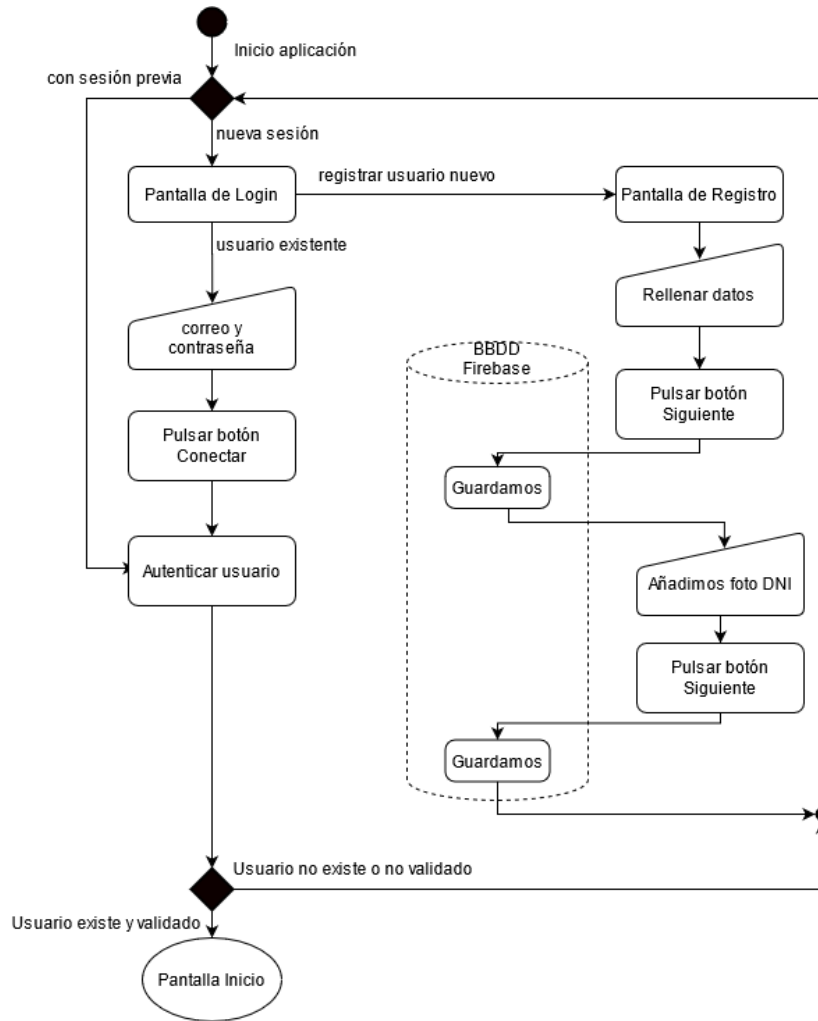 Inicio aplicación
con sesión previa
nueva sesión
Pantalla de Login
registrar usuario nuevo
Pantalla de Registro
usuario existente
Rellenar datos
correo y
contraseña
BBDD
Firebase
Pulsar botón
Siguiente
Pulsar botón
Conectar
Guardamos
Autenticar usuario
Añadimos foto DNI
Pulsar botón
Siguiente
Guardamos
Usuario no existe o no validado
Usuario existe y validado
Pantalla Inicio